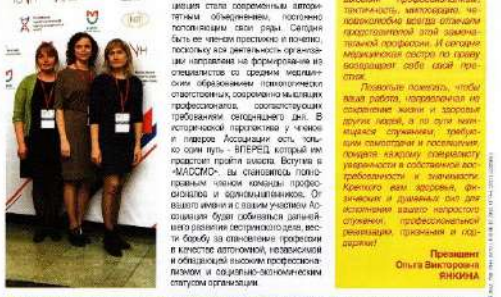 циация стала современным автори-
тетным объединением, постоянно
пополняющим свои ряды. Сегодня
быть ее членом престижно и почетно,
поскольку вся деятельность организа-
ции направлена на формирование из
специалистов со средним медицин-
ским образованием психологически
ответственных, современно мыслящих
профессионалов, соответствующих
требованиям сегодняшнего дня. В
исторической перспективе у членов
и лидеров Ассоциации есть толь-
ко один путь - ВПЕРЕД, который им
предстоит пройти вместе. Вступив в
«МАССМО», вы становитесь полно-
правным членом команды профес-
сионалов и единомышленников. От
вашего имени и с вашим участием Ас-
социация будет добиваться дальней-
шего развития сестринского дела, вес-
ти борьбу за становление профессии
в качестве автономной, независимой
и обладающей высоким профессиона-
лизмом и социально-экономическим
статусом организации.
тактичность, милосердие, че-
ловеколюбие всегда отличали
представителей этой замеча-
тельной профессии. И сегодня
медицинская сестра по праву
возвращает себе свой пре-
стиж.
Позвольте пожелать, чтобы
ваша работа, направленная на
сохранение жизни и здоровья
других людей, а по сути явля-
ющаяся служением, требую-
щим самоотдачи и посвящения,
придала каждому специалисту
уверенности в собственной вос-
требованности и значимости.
Крепкого вам здоровья, фи-
зических и душевных сил для
исполнения вашего непростого
служения, профессиональной
реализации, признания и под-
держки!
Президент
Ольга Викторовна
ЯНКИНА